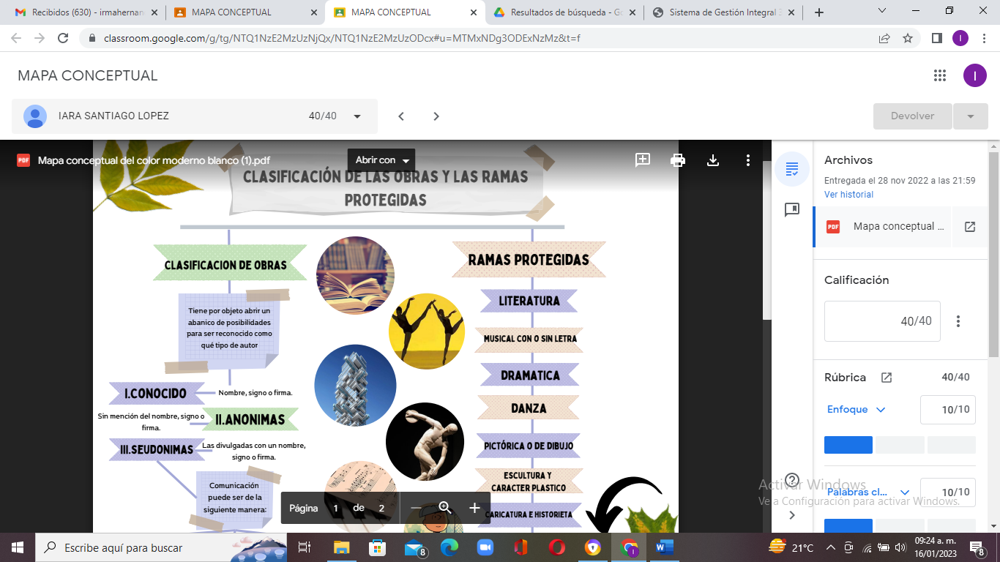 Recibidos (630) - irmahernan
MAPA CONCEPTUAL
MAPA CONCEPTUAL
Resultados de búsqueda - Go
Sistema de Gestión Integral
classroom.google.com/g/tg/NTQ1NzE2MzUzNjQx/NTQ1NzE2MzUzODcx#u=MTMxNDg3ODExNzMz&t=f
I
MAPA CONCEPTUAL
I
IARA SANTIAGO LOPEZ
40/40
Devolver
PDF
Mapa conceptual del color moderno blanco (1).pdf
Abrir con
CLASIFICACIÓN DE LAS OBRAS Y LAS RAMAS
PROTEGIDAS
CLASIFICACION DE OBRAS
Tiene por objeto abrir un
abanico de posibilidades
para ser reconocido como
qué tipo de autor
I.CONOCIDO
Nombre, signo o firma.
Sin mención del nombre, signo o
firma.
II.ANONIMAS
III.SEUDONIMAS
Las divulgadas con un nombre,
signo o firma.
Comunicación
puede ser de la
siguiente manera:
RAMAS PROTEGIDAS
LITERATURA
MUSICAL CON O SIN LETRA
DRAMATICA
DANZA
PICTÓRICA O DE DIBUJO
ESCULTURA Y
CARACTER PLASTICO
CARICATURA E HISTORIETA
Página 1 de 2
Archivos
Entregada el 28 nov 2022 a las 21:59
Ver historial
PDF
Mapa conceptual ...
Calificación
40/40
Rúbrica
40/40
Enfoque
10/10
Palabras cl...
10/10
Activar Windows
Ve a Configuración para activar Windows.
Escribe aquí para buscar
8
21°C
09:24 a. m.
16/01/2023
8